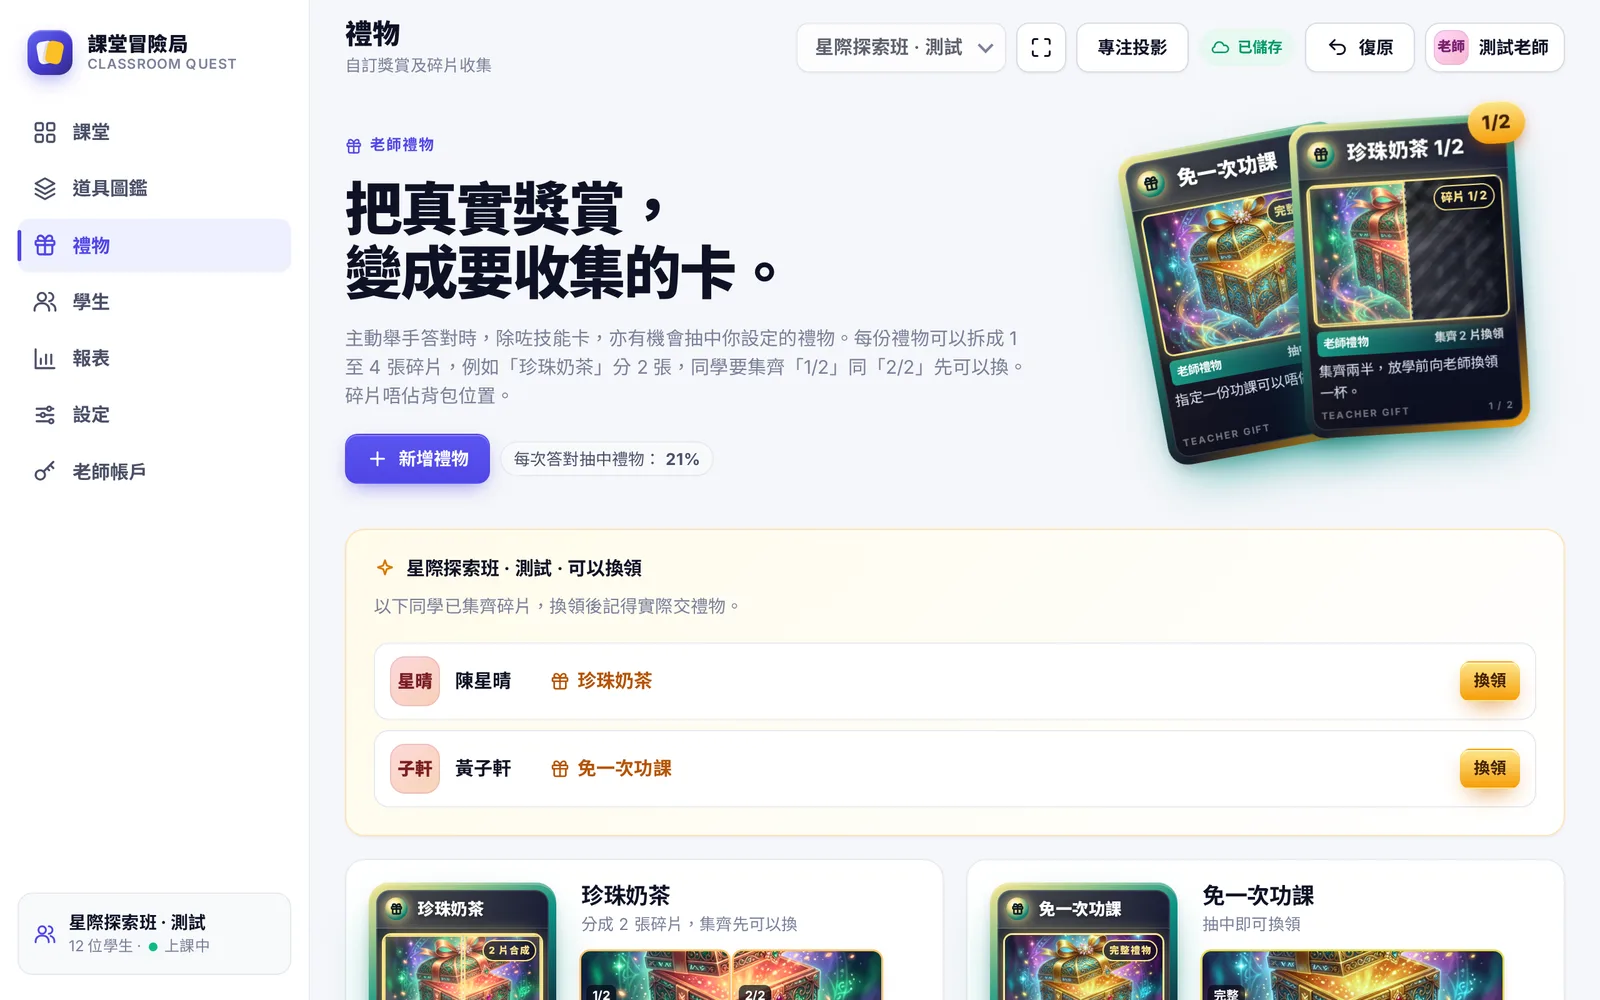 課堂冒險局
CLASSROOM QUEST
課堂
道具圖鑑
禮物
學生
報表
設定
老師帳戶
星際探索班 · 測試
12 位學生 · 上課中
禮物
自訂獎賞及碎片收集
星際探索班 · 測試
專注投影
已儲存
復原
老師
測試老師
老師禮物
把真實獎賞，
變成要收集的卡。
主動舉手答對時，除咗技能卡，亦有機會抽中你設定的禮物。每份禮物可以拆成 1
至 4 張碎片，例如「珍珠奶茶」分 2 張，同學要集齊「1/2」同「2/2」先可以換。
碎片唔佔背包位置。
新增禮物
每次答對抽中禮物： 21%
免一次功課
完整
老師禮物
抽
指定一份功課可以唔
TEACHER GIFT
1/2
珍珠奶茶 1/2
碎片 1/2
老師禮物
集齊 2 片換領
集齊兩半，放學前向老師換領
一杯。
TEACHER GIFT
1 / 2
星際探索班 · 測試 · 可以換領
以下同學已集齊碎片，換領後記得實際交禮物。
星晴
陳星晴
珍珠奶茶
換領
子軒
黃子軒
免一次功課
換領
珍珠奶茶
2 片合成
珍珠奶茶
分成 2 張碎片，集齊先可以換
1/2
2/2
免一次功課
完整禮物
免一次功課
抽中即可換領
完整